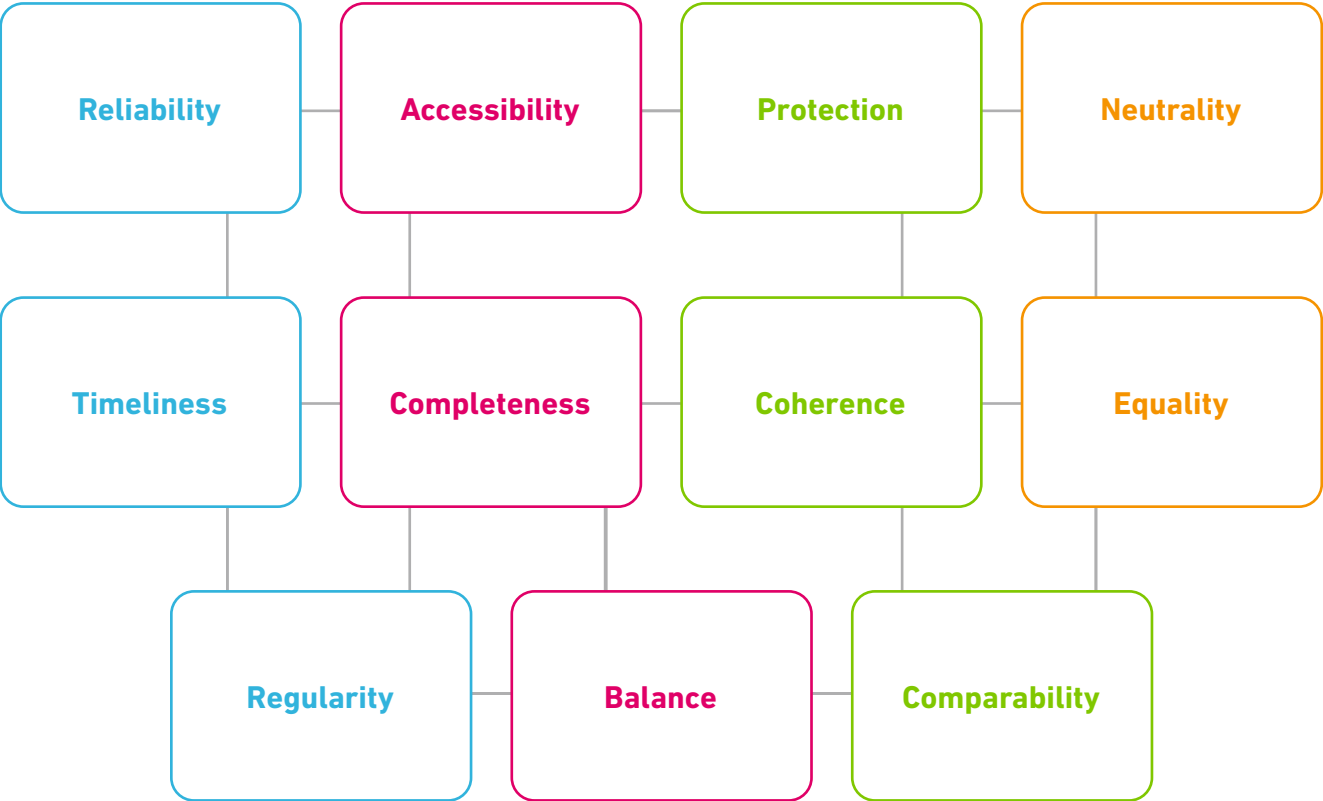 Reliability
Accessibility
Protection
Neutrality
Timeliness
Completeness
Coherence
Equality
Regularity
Balance
Comparability